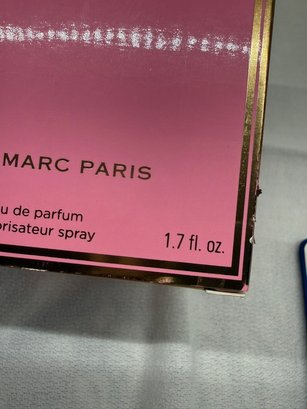 MARC PARIS
u de parfum
orisateur spray
1.7 fl. oz.